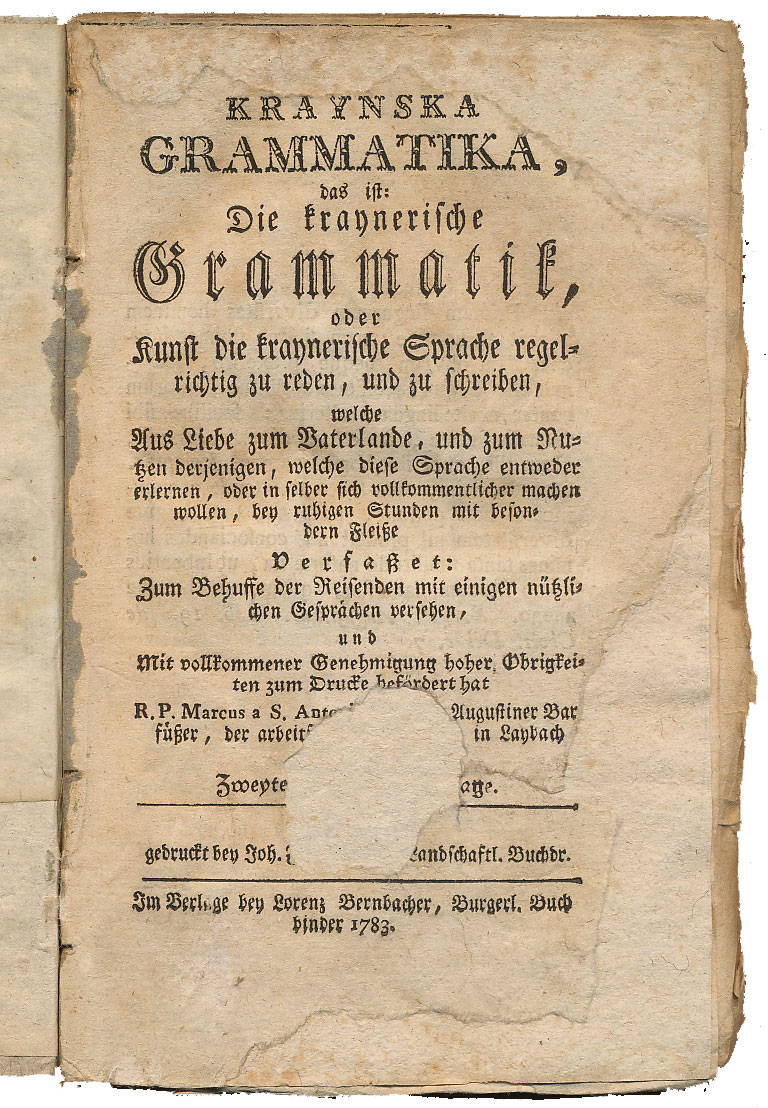 KRAYNSKA
GRAMMATIKA,
das ist:
Die kraynerische
Grammatik,
oder
Kunst die kraynerische Sprache regel-
richtig zu reden, und zu schreiben,
welche
Aus Liebe zum Vaterlande, und zum Nu-
tzen derjenigen, welche diese Sprache entweder
erlernen, oder in selber sich vollkommentlicher machen
wollen, bey ruhigen Stunden mit beson-
dern Fleiße
Verfaßet:
Zum Behuffe der Reisenden mit einigen nützli-
chen Gesprächen versehen,
und
Mit vollkommener Genehmigung hoher Obrigkei-
ten zum Drucke befördert hat
R. P. Marcus a S. Augustiner Bar
füßer, der in Laybach
Zweyte
gedruckt bey Joh. Landschaftl. Buchdr.
Im Verlage bey Lorenz Bernbacher, Burgerl. Buch
binder 1783.